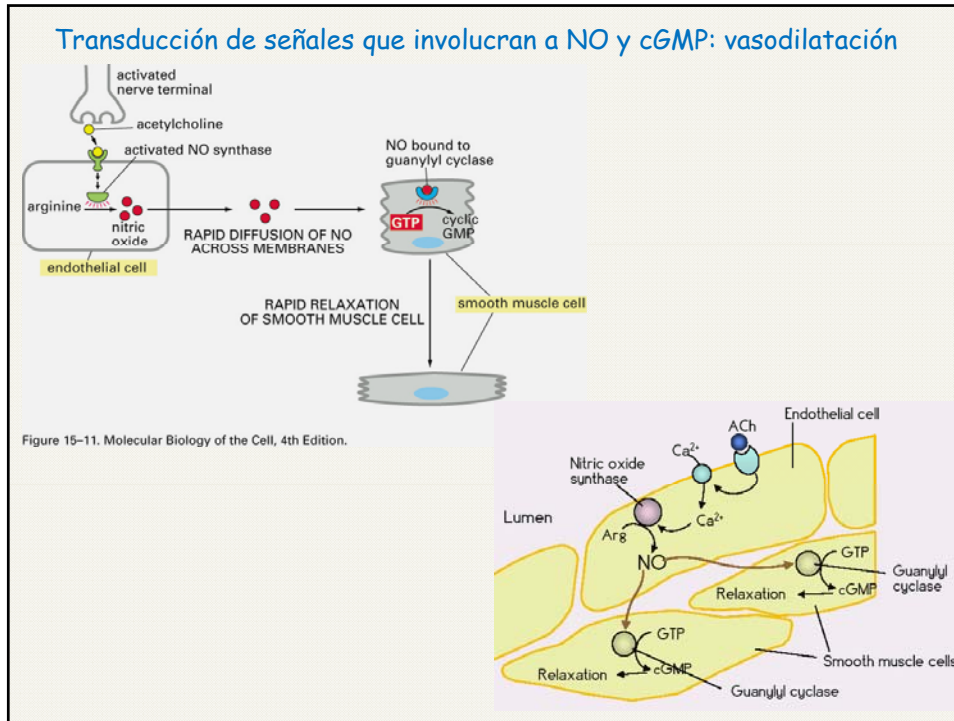 Transducción de señales que involucran a NO y cGMP: vasodilatación
activated
nerve terminal
acetylcholine
activated NO synthase
NO bound to
guanylyl cyclase
arginine
nitric
oxide
RAPID DIFFUSION OF NO
ACROSS MEMBRANES
GTP
cyclic
GMP
endothelial cell
RAPID RELAXATION
OF SMOOTH MUSCLE CELL
smooth muscle cell
Figure 15–11. Molecular Biology of the Cell, 4th Edition.
Endothelial cell
ACh
Ca2+
Nitric oxide
synthase
Lumen
Ca2+
Arg
NO
GTP
Guanylyl
cyclase
Relaxation
cGMP
GTP
Smooth muscle cells
Relaxation
cGMP
Guanylyl cyclase